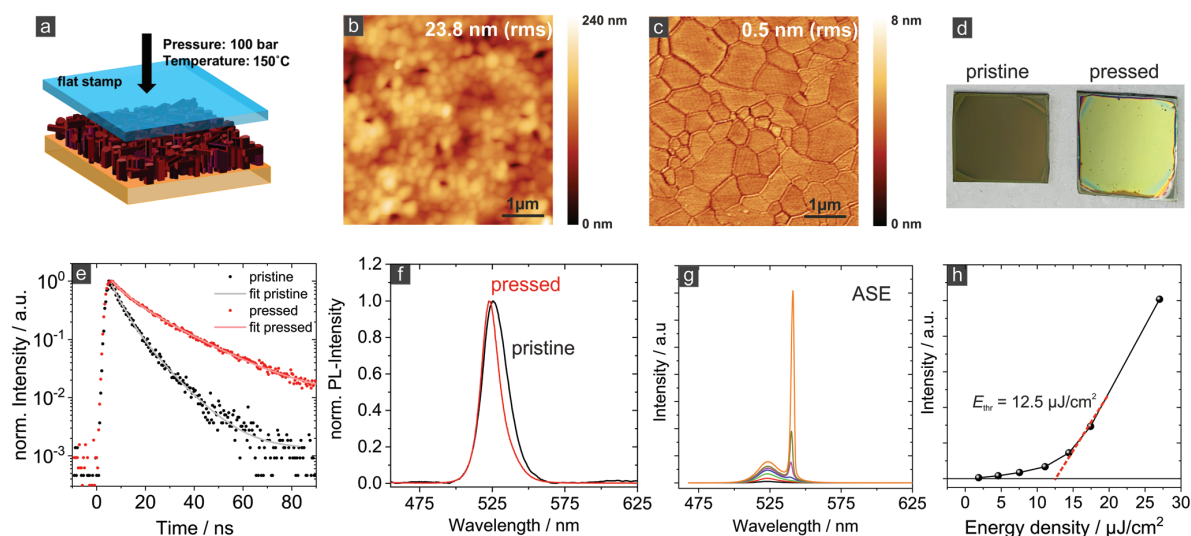 a
Pressure: 100 bar
Temperature: 150°C
flat stamp
b
23.8 nm (rms)
1µm
240 nm
0 nm
c
0.5 nm (rms)
1µm
8 nm
0 nm
d
pristine
pressed
e
pristine
fit pristine
pressed
fit pressed
norm. Intensity / a.u.
10⁰
10⁻¹
10⁻²
10⁻³
0 20 40 60 80
Time / ns
f
pressed
pristine
norm. PL-Intensity
1.2
1.0
0.8
0.6
0.4
0.2
0.0
475 525 575 625
Wavelength / nm
g
ASE
Intensity / a.u
475 525 575 625
Wavelength / nm
h
Intensity / a.u.
Eₜₕᵣ = 12.5 µJ/cm²
0 5 10 15 20 25 30
Energy density / µJ/cm²